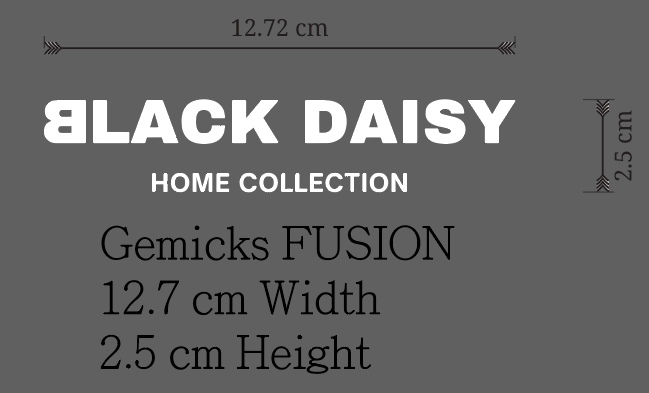 12.72 cm
BLACK DAISY
HOME COLLECTION
2.5 cm
Gemicks FUSION
12.7 cm Width
2.5 cm Height